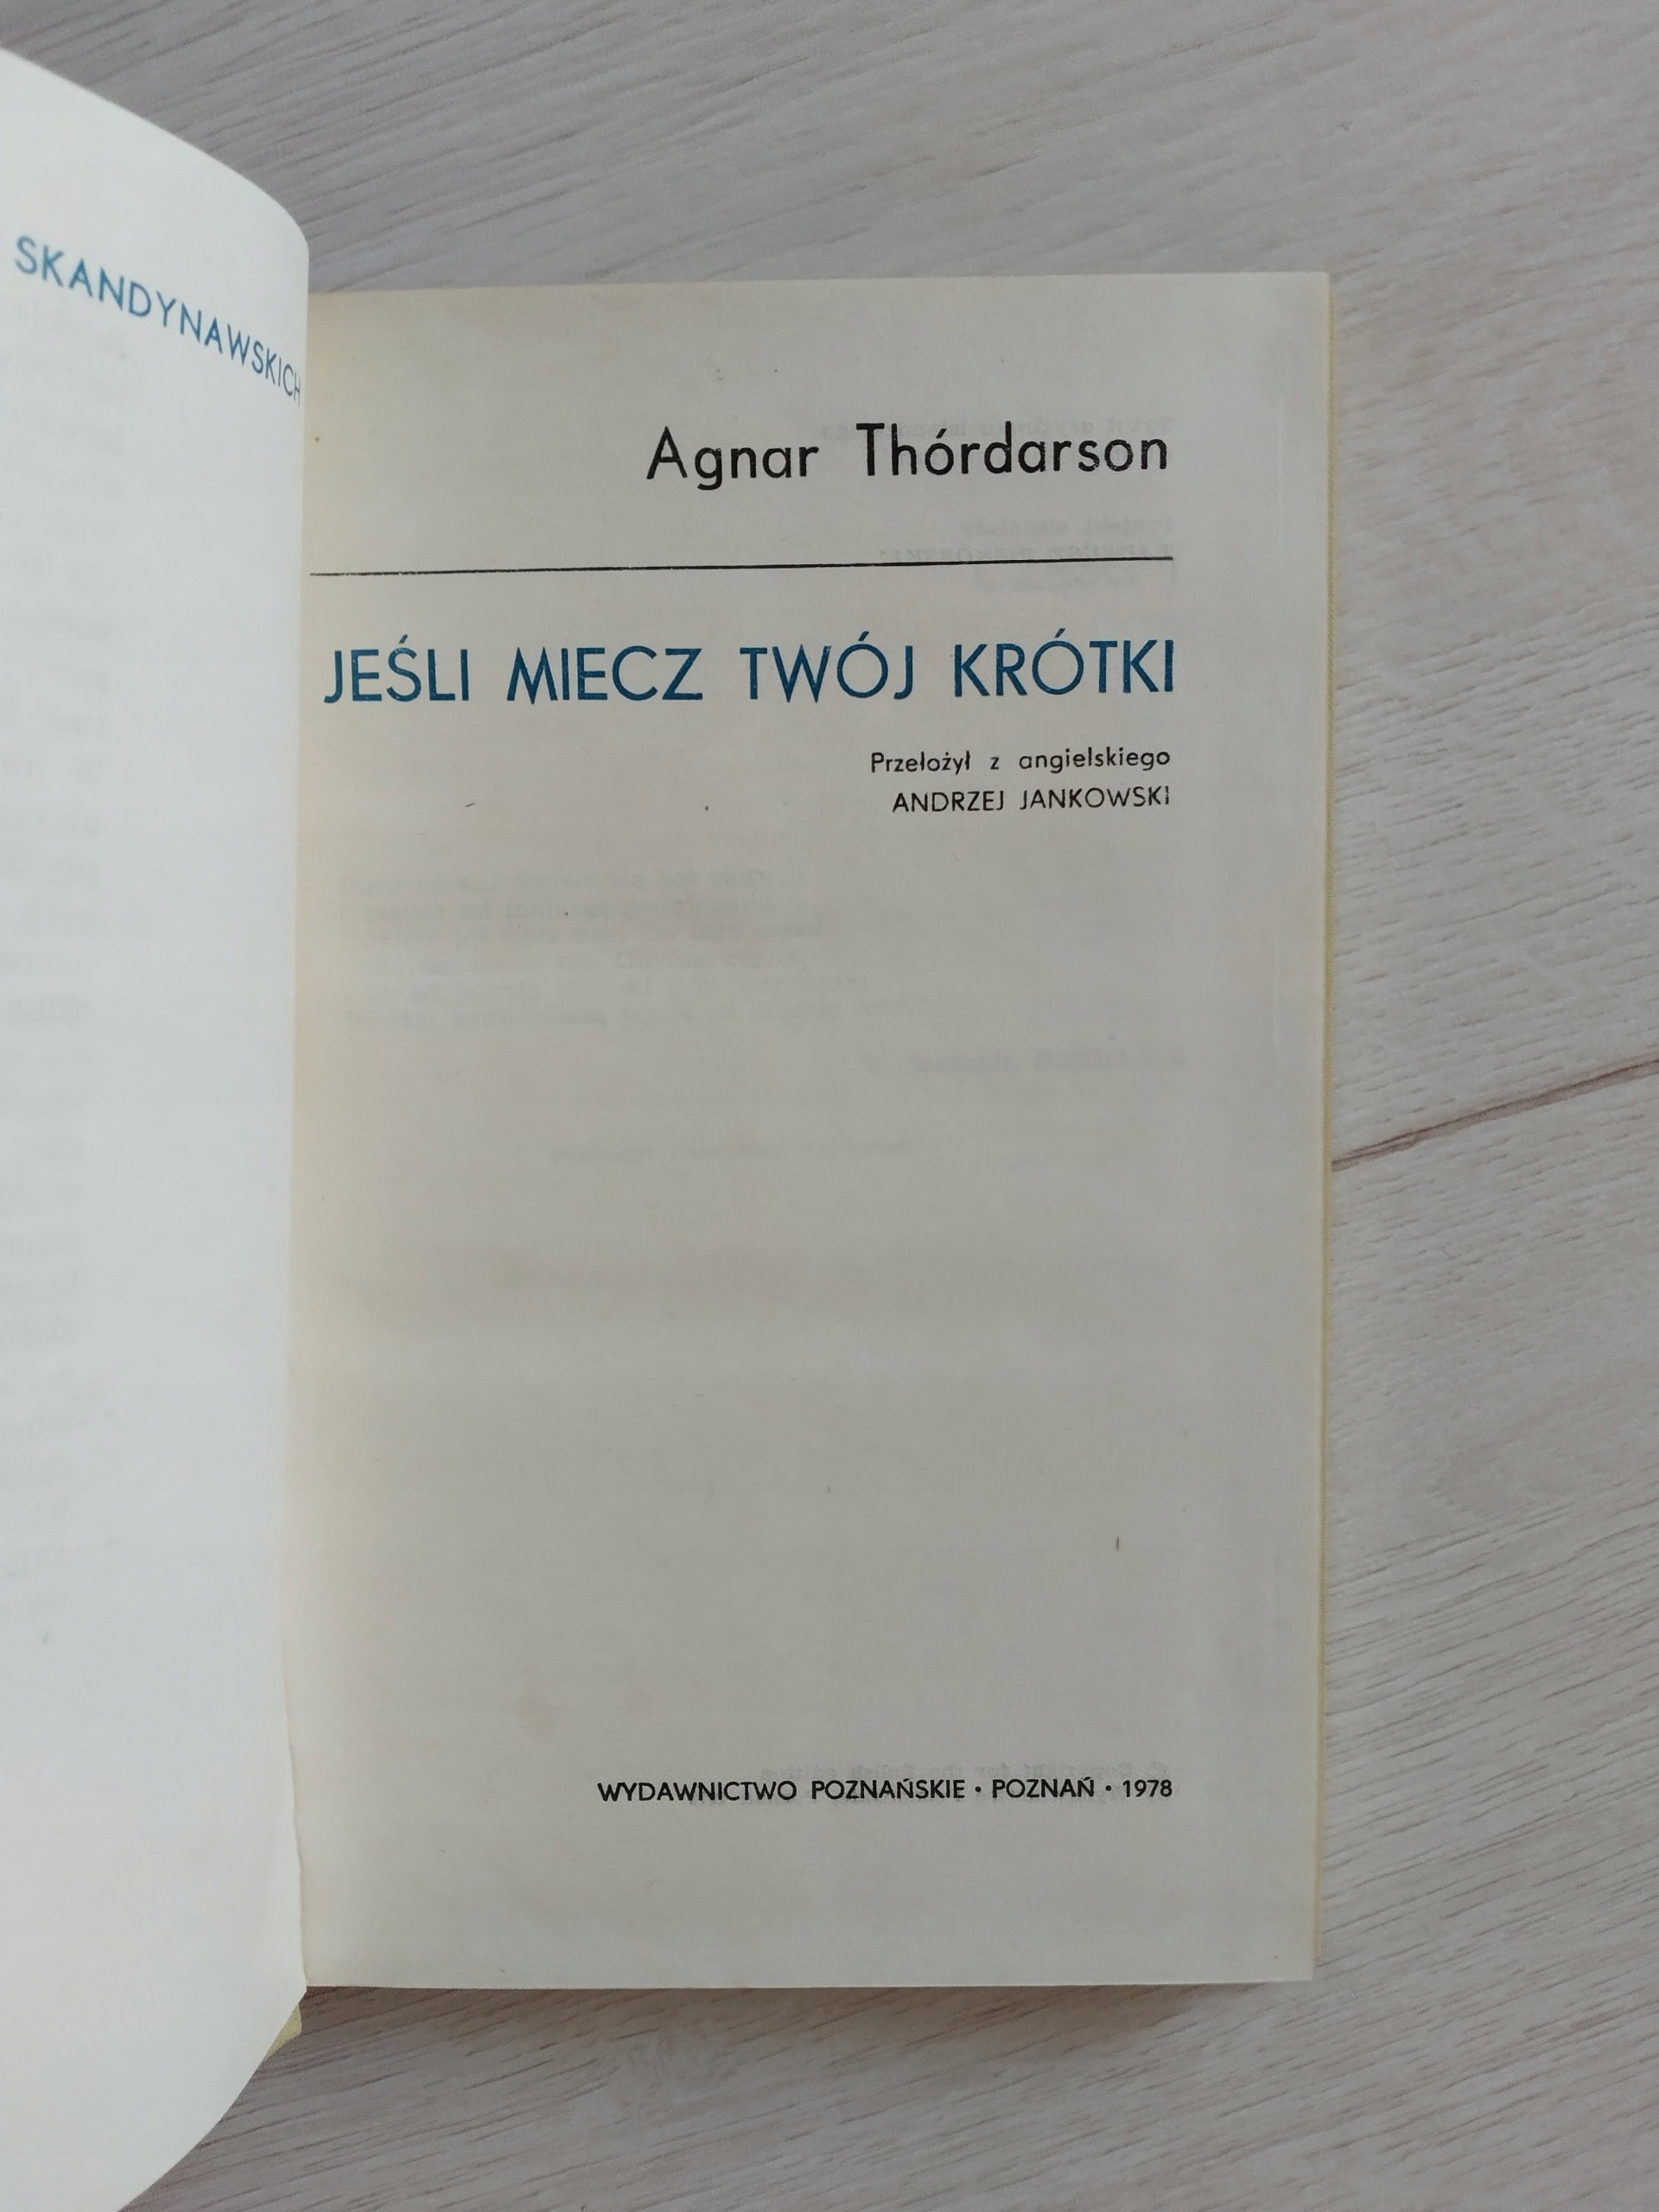 SKANDYNAWSKICH
Agnar Thórdarson
JEŚLI MIECZ TWÓJ KRÓTKI
Przełożył z angielskiego
ANDRZEJ JANKOWSKI
WYDAWNICTWO POZNAŃSKIE • POZNAŃ • 1978